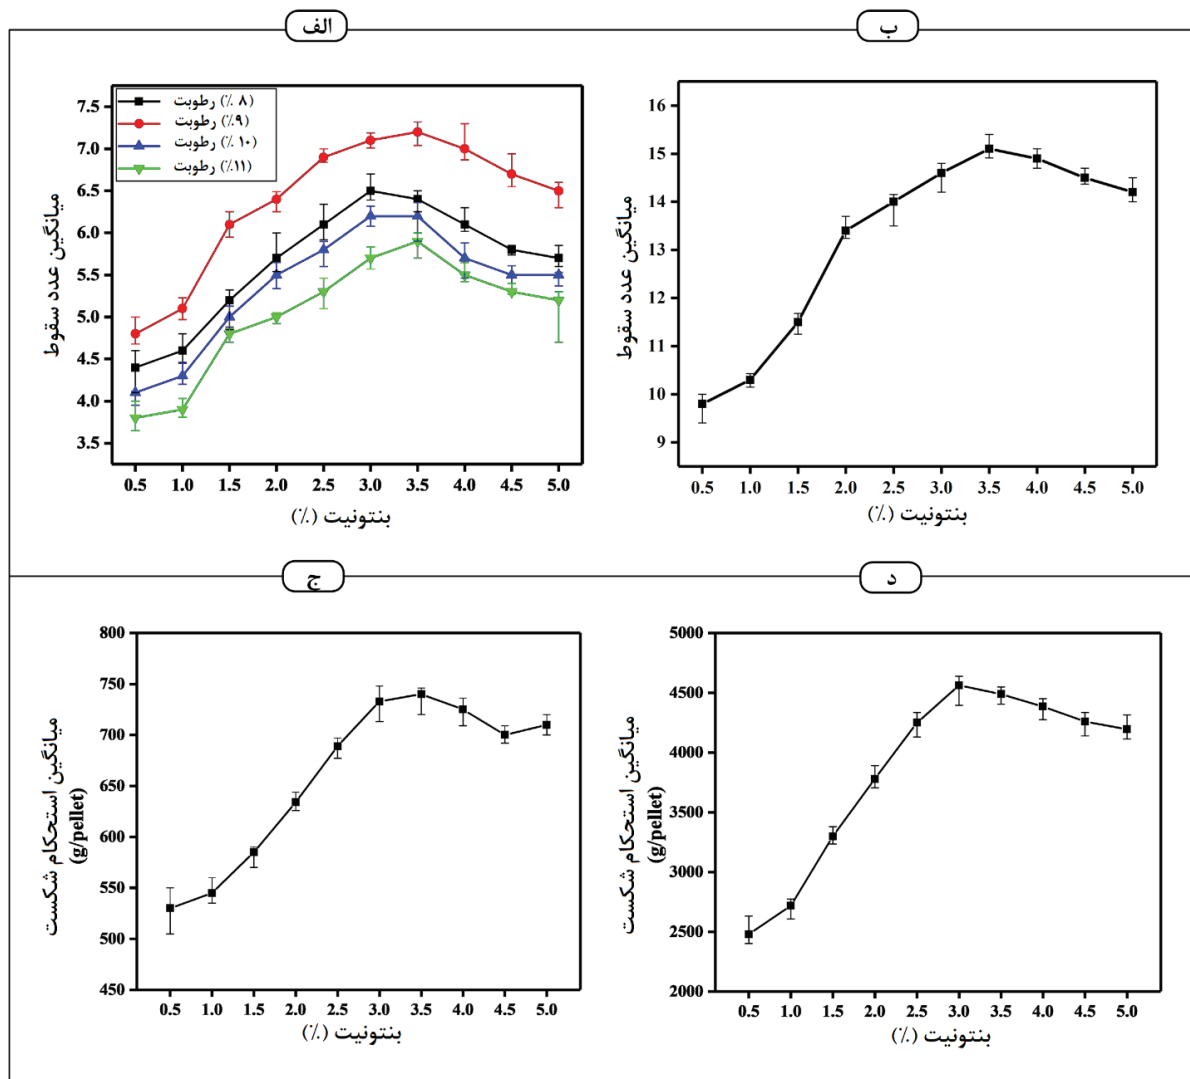 الف
میانگین عدد سقوط
7.5
7.0
6.5
6.0
5.5
5.0
4.5
4.0
3.5
رطوبت (٪ ۸)
رطوبت (٪۹)
رطوبت (٪ ۱۰)
رطوبت (٪۱۱)
0.5 1.0 1.5 2.0 2.5 3.0 3.5 4.0 4.5 5.0
بنتونیت (٪)
ب
میانگین عدد سقوط
16
15
14
13
12
11
10
9
0.5 1.0 1.5 2.0 2.5 3.0 3.5 4.0 4.5 5.0
بنتونیت (٪)
ج
میانگین استحکام شکست
(g/pellet)
800
750
700
650
600
550
500
450
0.5 1.0 1.5 2.0 2.5 3.0 3.5 4.0 4.5 5.0
بنتونیت (٪)
د
میانگین استحکام شکست
(g/pellet)
5000
4500
4000
3500
3000
2500
2000
0.5 1.0 1.5 2.0 2.5 3.0 3.5 4.0 4.5 5.0
بنتونیت (٪)